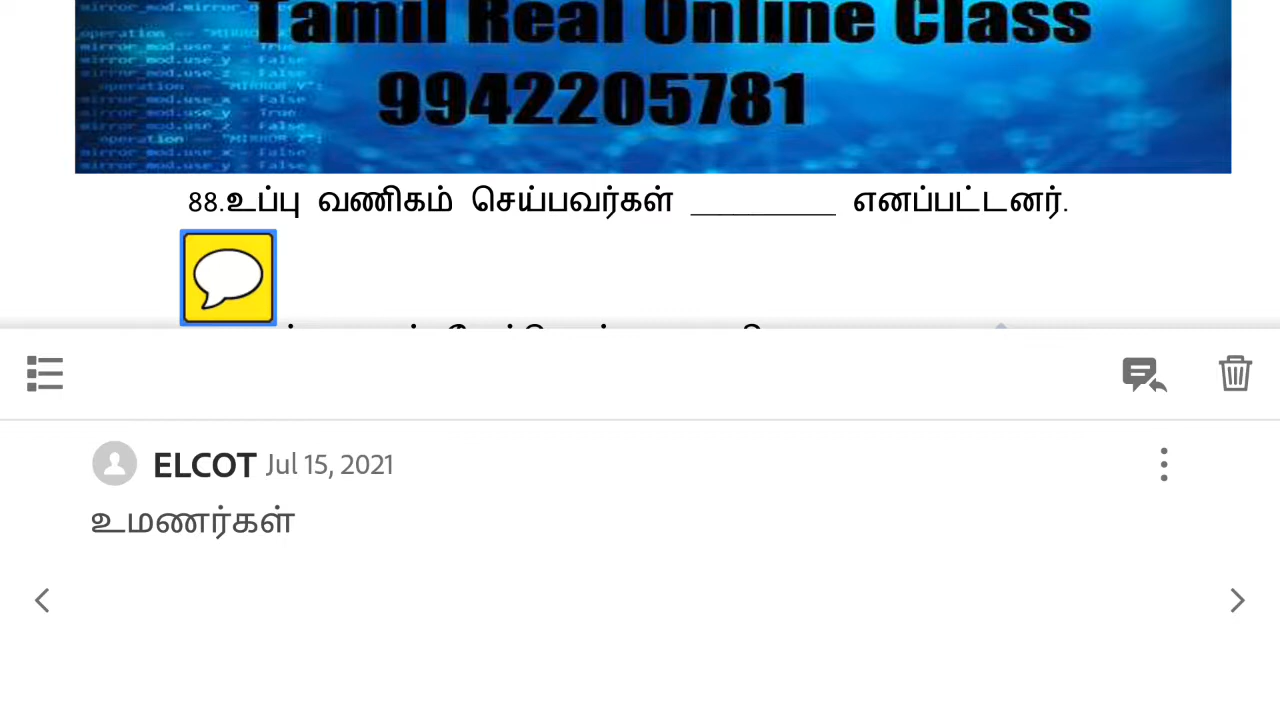 Tamil Real Online Class
9942205781
88.உப்பு வணிகம் செய்பவர்கள் __________ எனப்பட்டனர்.
ELCOT Jul 15, 2021
உமணர்கள்